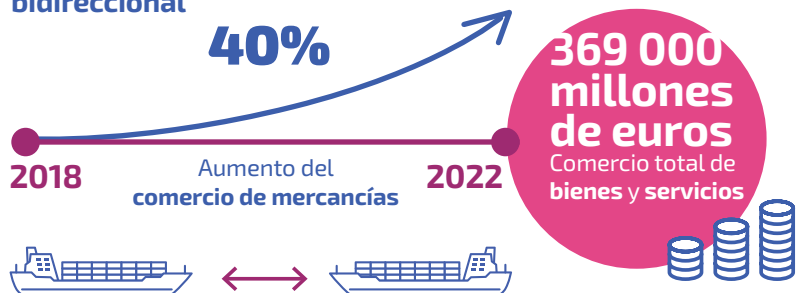 bidireccional
40%
2018
Aumento del
comercio de mercancías
2022
369 000
millones
de euros
Comercio total de
bienes y servicios